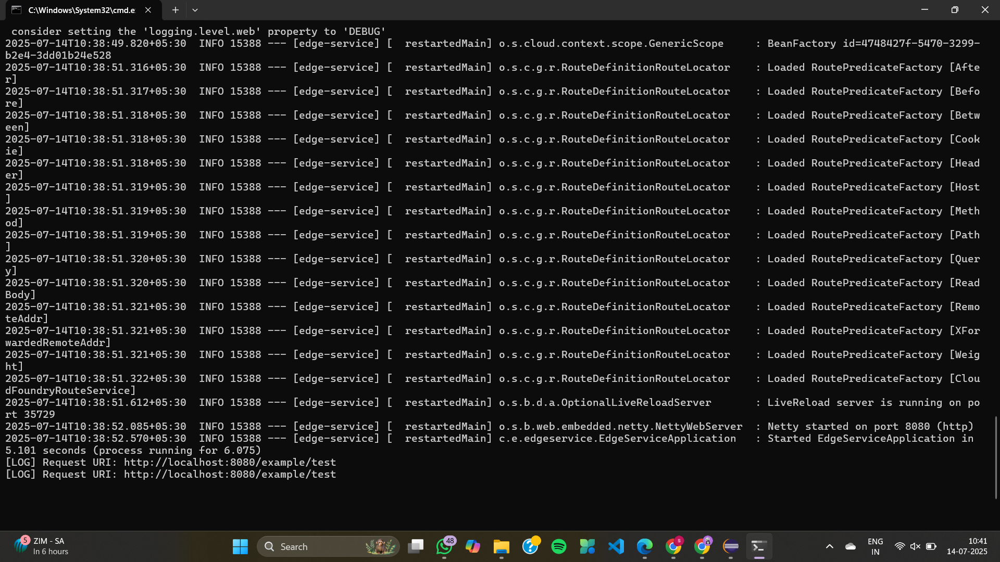 C:\Windows\System32\cmd.e
 consider setting the 'logging.level.web' property to 'DEBUG'
2025-07-14T10:38:49.820+05:30  INFO 15388 --- [edge-service] [  restartedMain] o.s.cloud.context.scope.GenericScope     : BeanFactory id=4748427f-5470-3299-
b2e4-3dd01b24e528
2025-07-14T10:38:51.316+05:30  INFO 15388 --- [edge-service] [  restartedMain] o.s.c.g.r.RouteDefinitionRouteLocator    : Loaded RoutePredicateFactory [Afte
r]
2025-07-14T10:38:51.317+05:30  INFO 15388 --- [edge-service] [  restartedMain] o.s.c.g.r.RouteDefinitionRouteLocator    : Loaded RoutePredicateFactory [Befo
re]
2025-07-14T10:38:51.318+05:30  INFO 15388 --- [edge-service] [  restartedMain] o.s.c.g.r.RouteDefinitionRouteLocator    : Loaded RoutePredicateFactory [Betw
een]
2025-07-14T10:38:51.318+05:30  INFO 15388 --- [edge-service] [  restartedMain] o.s.c.g.r.RouteDefinitionRouteLocator    : Loaded RoutePredicateFactory [Cook
ie]
2025-07-14T10:38:51.318+05:30  INFO 15388 --- [edge-service] [  restartedMain] o.s.c.g.r.RouteDefinitionRouteLocator    : Loaded RoutePredicateFactory [Head
er]
2025-07-14T10:38:51.319+05:30  INFO 15388 --- [edge-service] [  restartedMain] o.s.c.g.r.RouteDefinitionRouteLocator    : Loaded RoutePredicateFactory [Host
]
2025-07-14T10:38:51.319+05:30  INFO 15388 --- [edge-service] [  restartedMain] o.s.c.g.r.RouteDefinitionRouteLocator    : Loaded RoutePredicateFactory [Meth
od]
2025-07-14T10:38:51.319+05:30  INFO 15388 --- [edge-service] [  restartedMain] o.s.c.g.r.RouteDefinitionRouteLocator    : Loaded RoutePredicateFactory [Path
]
2025-07-14T10:38:51.320+05:30  INFO 15388 --- [edge-service] [  restartedMain] o.s.c.g.r.RouteDefinitionRouteLocator    : Loaded RoutePredicateFactory [Quer
y]
2025-07-14T10:38:51.320+05:30  INFO 15388 --- [edge-service] [  restartedMain] o.s.c.g.r.RouteDefinitionRouteLocator    : Loaded RoutePredicateFactory [Read
Body]
2025-07-14T10:38:51.321+05:30  INFO 15388 --- [edge-service] [  restartedMain] o.s.c.g.r.RouteDefinitionRouteLocator    : Loaded RoutePredicateFactory [Remo
teAddr]
2025-07-14T10:38:51.321+05:30  INFO 15388 --- [edge-service] [  restartedMain] o.s.c.g.r.RouteDefinitionRouteLocator    : Loaded RoutePredicateFactory [XFor
wardedRemoteAddr]
2025-07-14T10:38:51.321+05:30  INFO 15388 --- [edge-service] [  restartedMain] o.s.c.g.r.RouteDefinitionRouteLocator    : Loaded RoutePredicateFactory [Weig
ht]
2025-07-14T10:38:51.322+05:30  INFO 15388 --- [edge-service] [  restartedMain] o.s.c.g.r.RouteDefinitionRouteLocator    : Loaded RoutePredicateFactory [Clou
dFoundryRouteService]
2025-07-14T10:38:51.612+05:30  INFO 15388 --- [edge-service] [  restartedMain] o.s.b.d.a.OptionalLiveReloadServer       : LiveReload server is running on po
rt 35729
2025-07-14T10:38:52.085+05:30  INFO 15388 --- [edge-service] [  restartedMain] o.s.b.web.embedded.netty.NettyWebServer  : Netty started on port 8080 (http)
2025-07-14T10:38:52.570+05:30  INFO 15388 --- [edge-service] [  restartedMain] c.e.edgeservice.EdgeServiceApplication   : Started EdgeServiceApplication in
5.101 seconds (process running for 6.075)
[LOG] Request URI: http://localhost:8080/example/test
[LOG] Request URI: http://localhost:8080/example/test
5
ZIM - SA
In 6 hours
Search
48
ENG
IN
10:41
14-07-2025